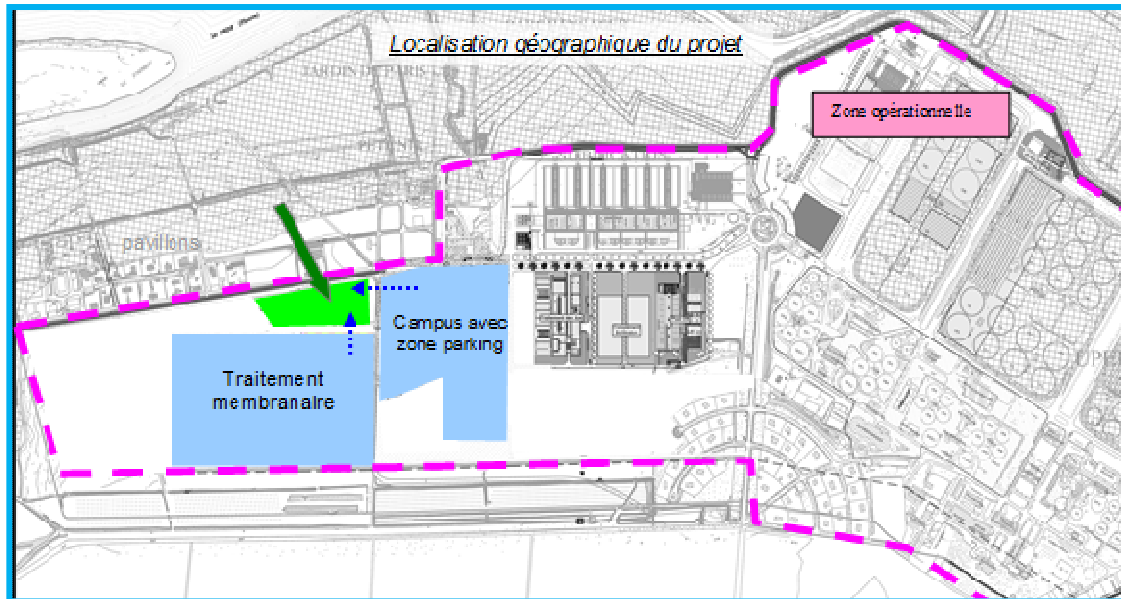 Localisation géographique du projet
JARDIN DE PARIS
Zone opérationnelle
pavillons
Campus avec
zone parking
Traitement
membranaire